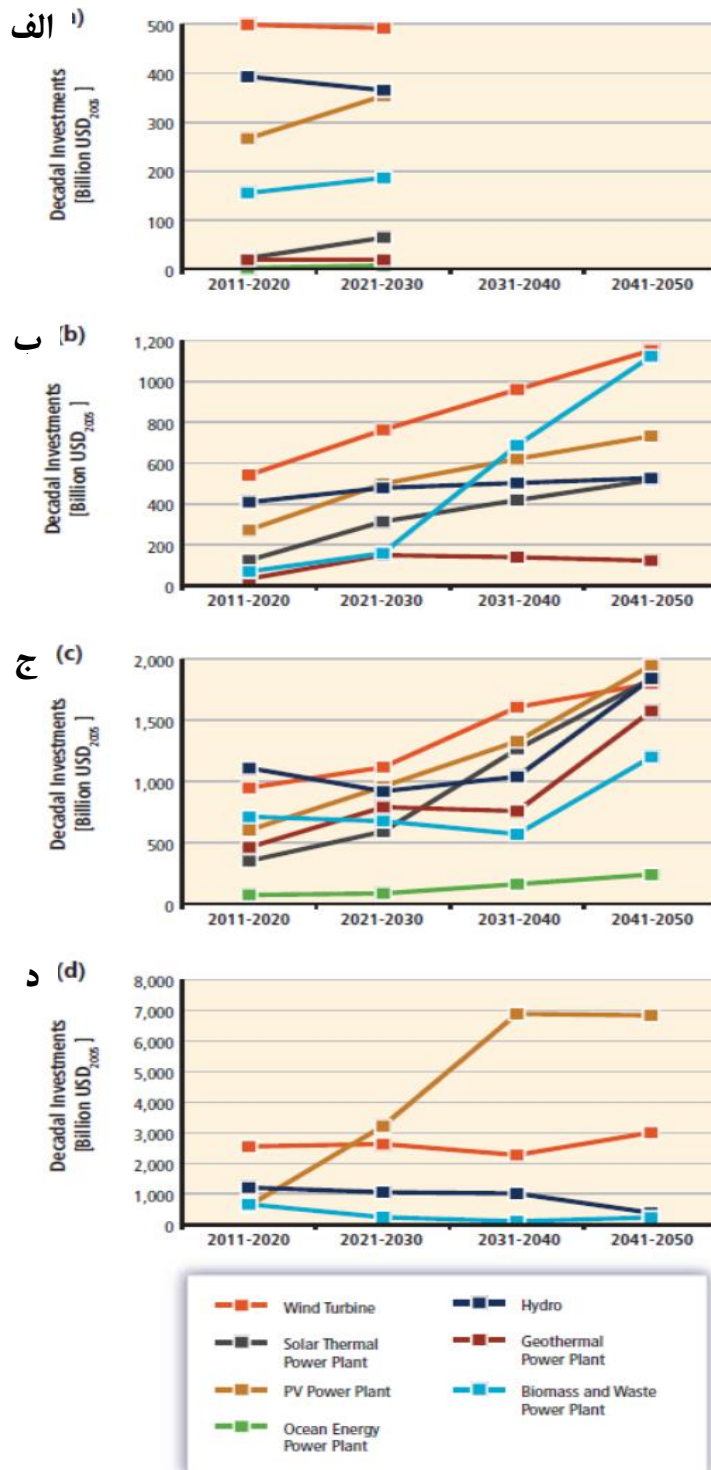 الف
Decadal Investments
[Billion USD2005 ]
500
400
300
200
100
0
2011-2020 2021-2030 2031-2040 2041-2050
ب (b)
Decadal Investments
[Billion USD2005 ]
1,200
1000
800
600
400
200
0
2011-2020 2021-2030 2031-2040 2041-2050
ج (c)
Decadal Investments
[Billion USD2005 ]
2,000
1,500
1,000
500
0
2011-2020 2021-2030 2031-2040 2041-2050
د (d)
Decadal Investments
[Billion USD2005 ]
8,000
7,000
6,000
5,000
4,000
3,000
2,000
1,000
0
2011-2020 2021-2030 2031-2040 2041-2050
Wind Turbine
Solar Thermal
Power Plant
PV Power Plant
Ocean Energy
Power Plant
Hydro
Geothermal
Power Plant
Biomass and Waste
Power Plant